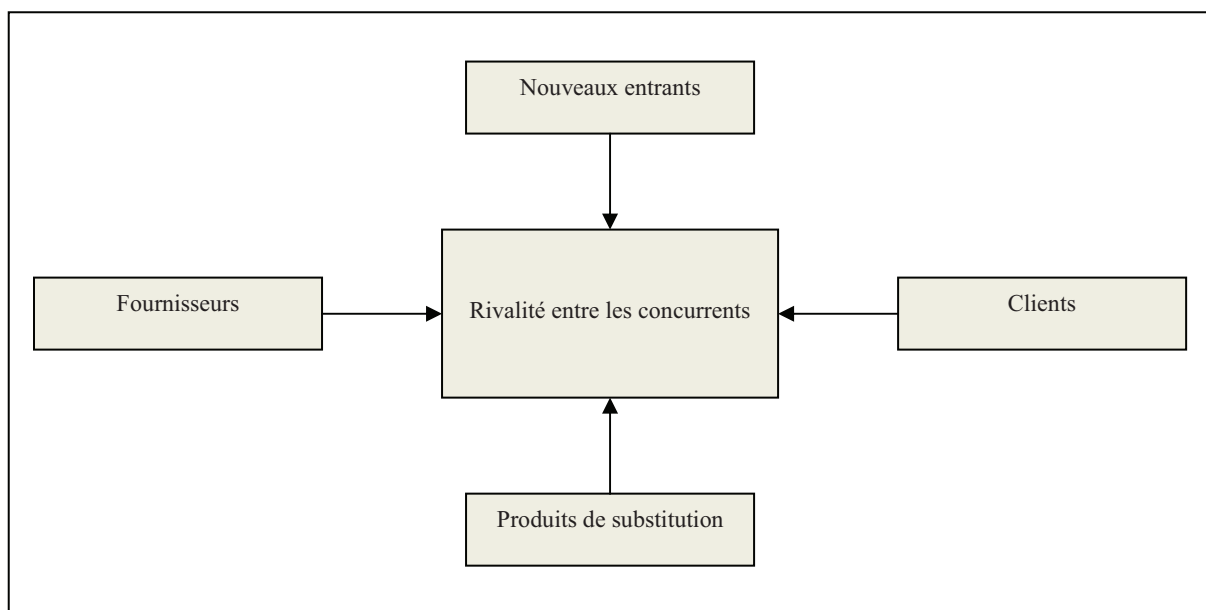 Nouveaux entrants
Fournisseurs
Rivalité entre les concurrents
Clients
Produits de substitution